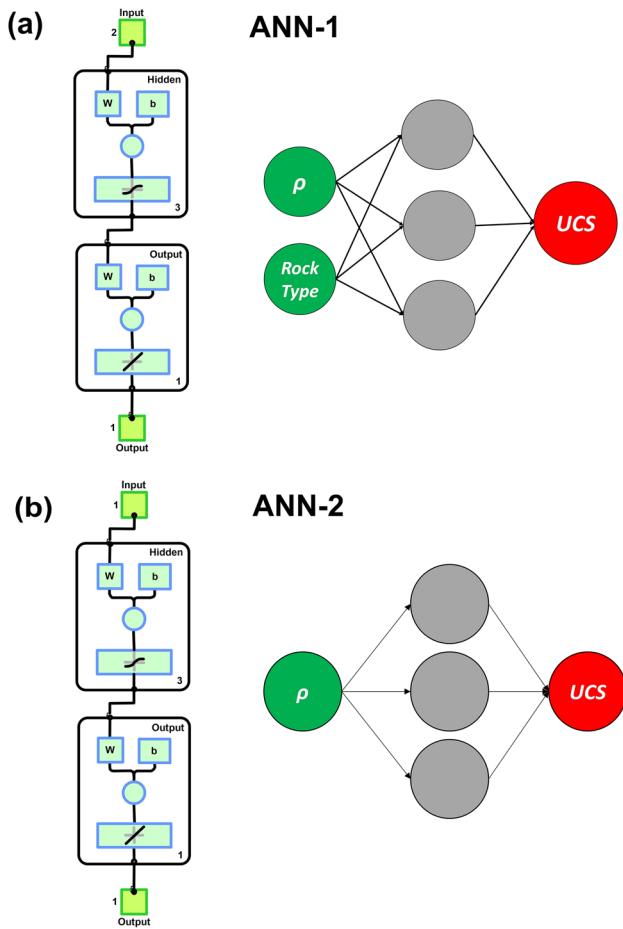 (a)
Input
2
Hidden
W b
3
Output
W b
1
1
Output
ANN-1
ρ
Rock
Type
UCS
(b)
Input
1
Hidden
W b
3
Output
W b
1
1
Output
ANN-2
ρ
UCS